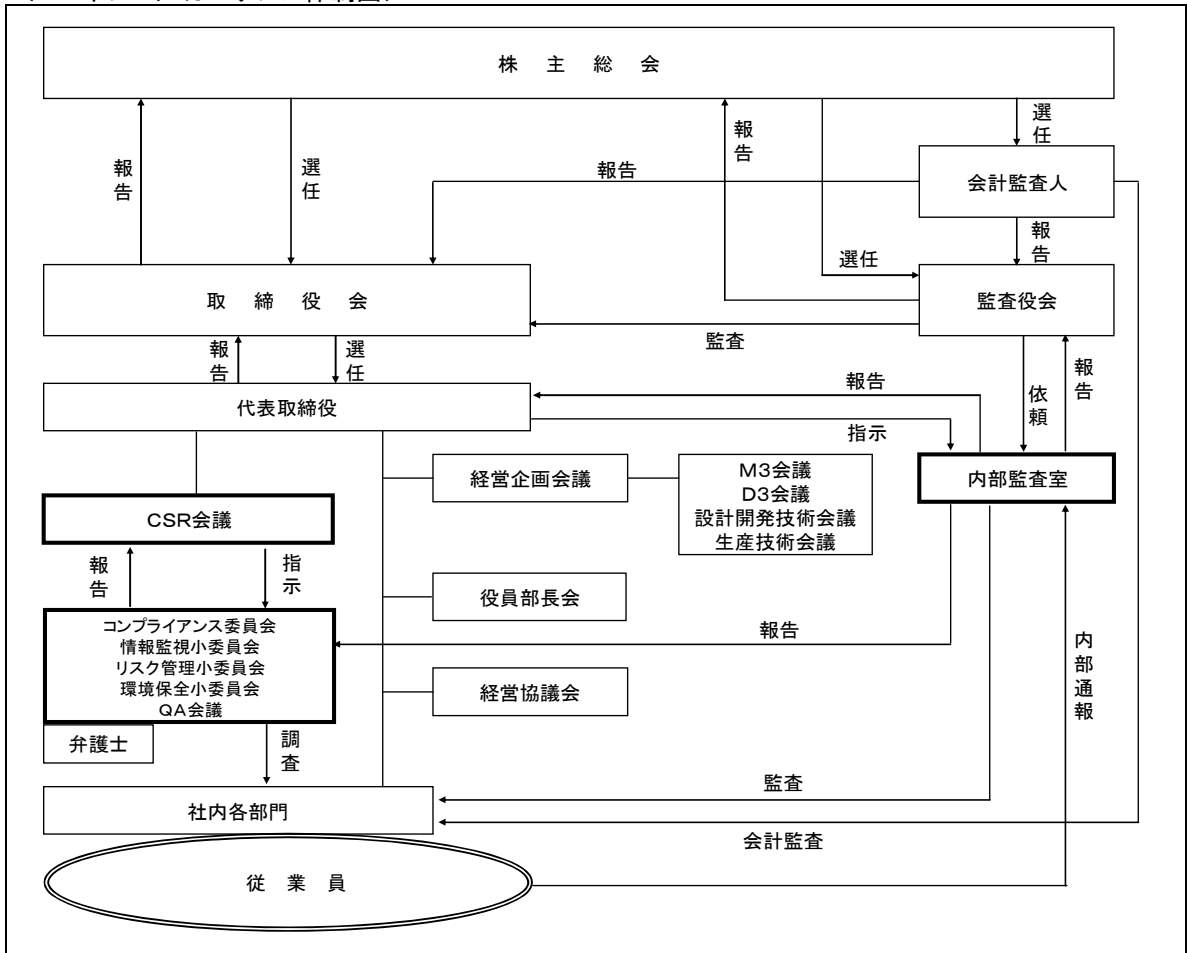 株主総会
報告
選任
報告
選任
報告
会計監査人
報告
選任
取締役会
監査役会
監査
報告
選任
報告
依頼
報告
代表取締役
指示
経営企画会議
M3会議
D3会議
設計開発技術会議
生産技術会議
内部監査室
CSR会議
報告
指示
役員部長会
コンプライアンス委員会
情報監視小委員会
リスク管理小委員会
環境保全小委員会
QA会議
報告
内部通報
経営協議会
弁護士
調査
監査
社内各部門
会計監査
従業員